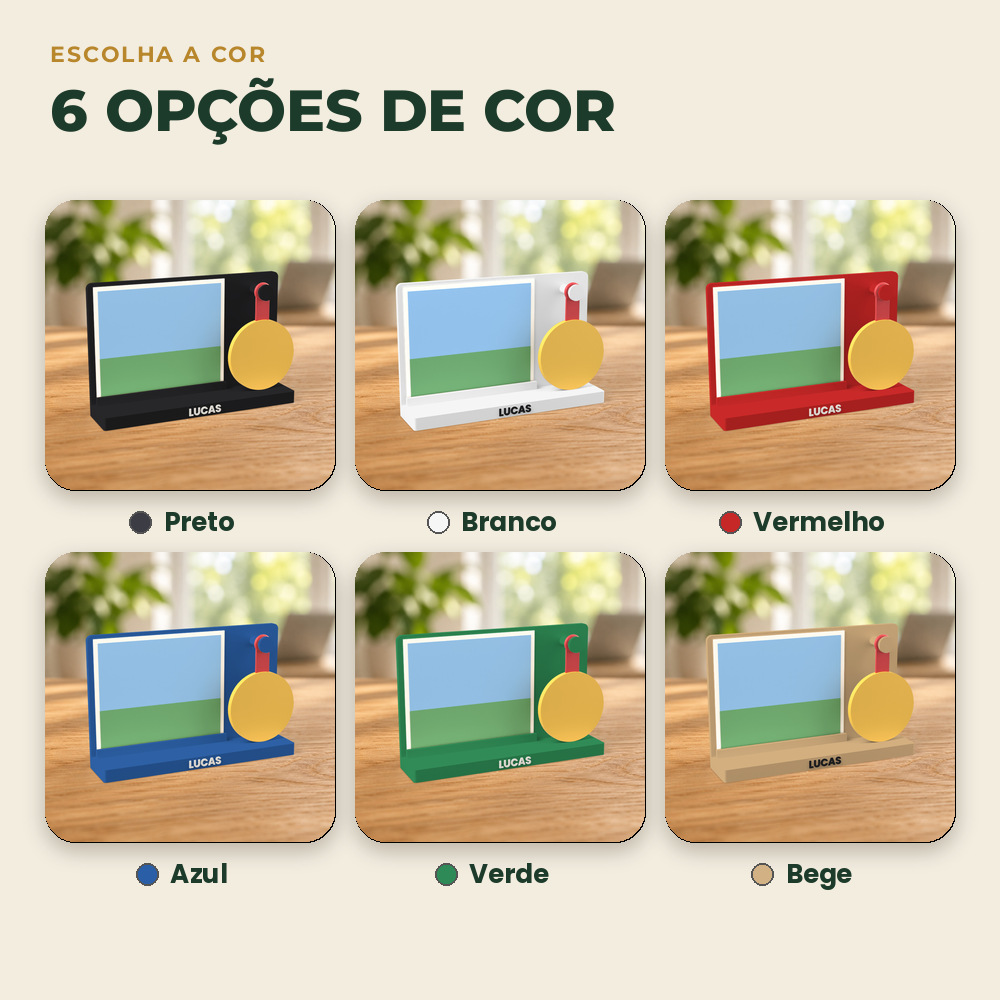 ESCOLHA A COR
6 OPÇÕES DE COR
LUCAS
LUCAS
LUCAS
Preto
Branco
Vermelho
LUCAS
LUCAS
LUCAS
Azul
Verde
Bege